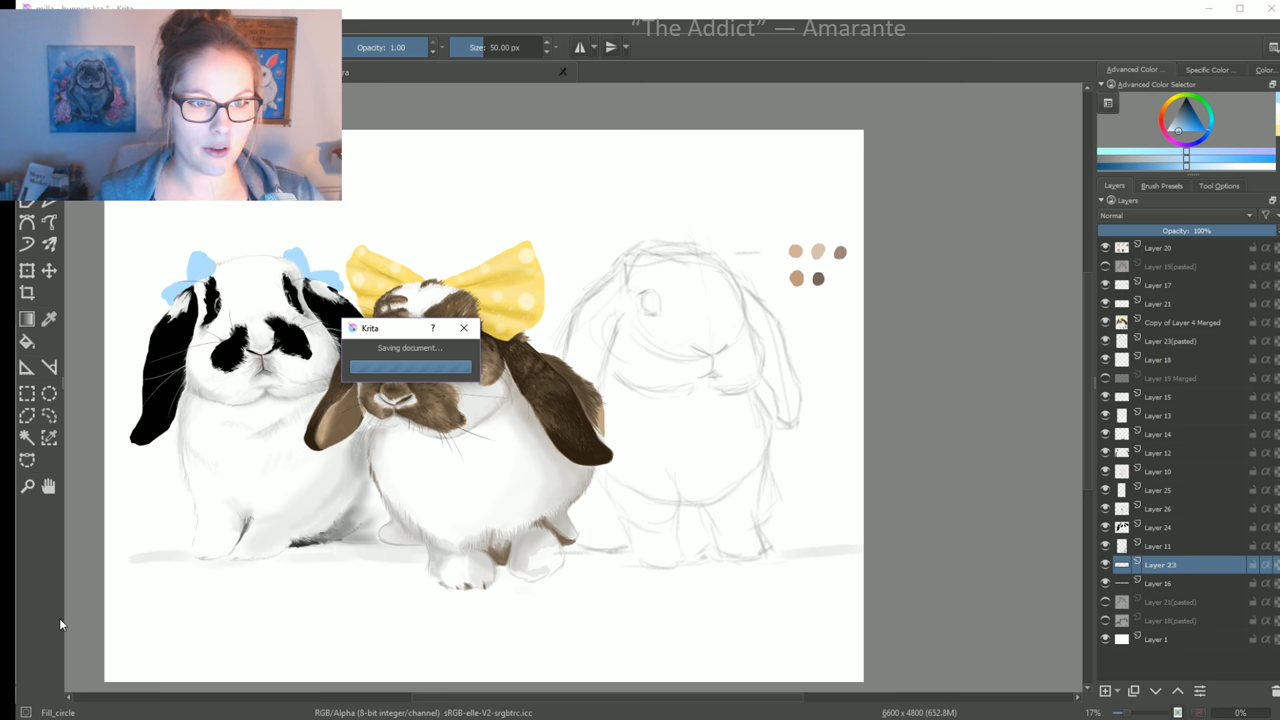 milla - bunnies.kra * - Krita
"The Addict" — Amarante
Opacity: 1.00
Size: 50.00 px
Advanced Color ...
Specific Color ...
Color...
Advanced Color Selector
Layers
Brush Presets
Tool Options
Layers
Normal
Opacity: 100%
Layer 20
Layer 19(pasted)
Layer 17
Layer 21
Copy of Layer 4 Merged
Layer 23(pasted)
Layer 18
Layer 19 Merged
Layer 15
Layer 13
Layer 14
Layer 12
Layer 10
Layer 25
Layer 26
Layer 24
Layer 11
Layer 23
Layer 16
Layer 21(pasted)
Layer 18(pasted)
Layer 1
Krita
?
Saving document...
Fill_circle
RGB/Alpha (8-bit integer/channel) sRGB-elle-V2-srgbtrc.icc
6600 x 4800 (652.8M)
17%
0%